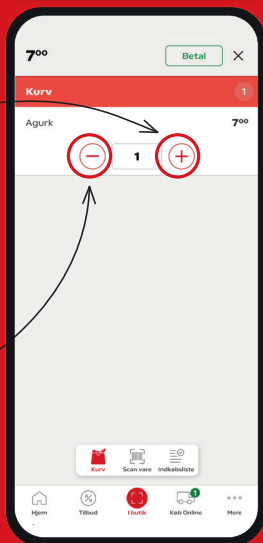 7⁰⁰ Betal
Kurv 1
Agurk 7⁰⁰
1
Kurv Scan vare Indkøbsliste
1
Hjem Tilbud I butik Køb Online Mere